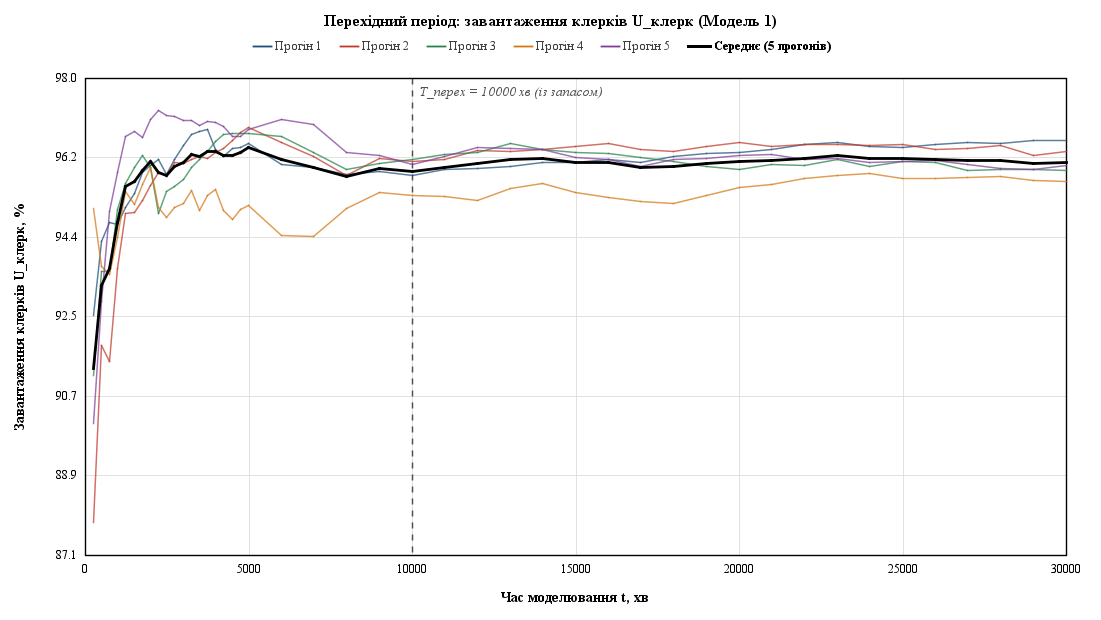 Перехідний період: завантаження клерків U_клерк (Модель 1)
Прогін 1 Прогін 2 Прогін 3 Прогін 4 Прогін 5 Середнє (5 прогонів)
98.0
T_перех = 10000 хв (із запасом)
96.2
94.4
92.5
90.7
88.9
87.1
Завантаження клерків U_клерк, %
0 5000 10000 15000 20000 25000 30000
Час моделювання t, хв